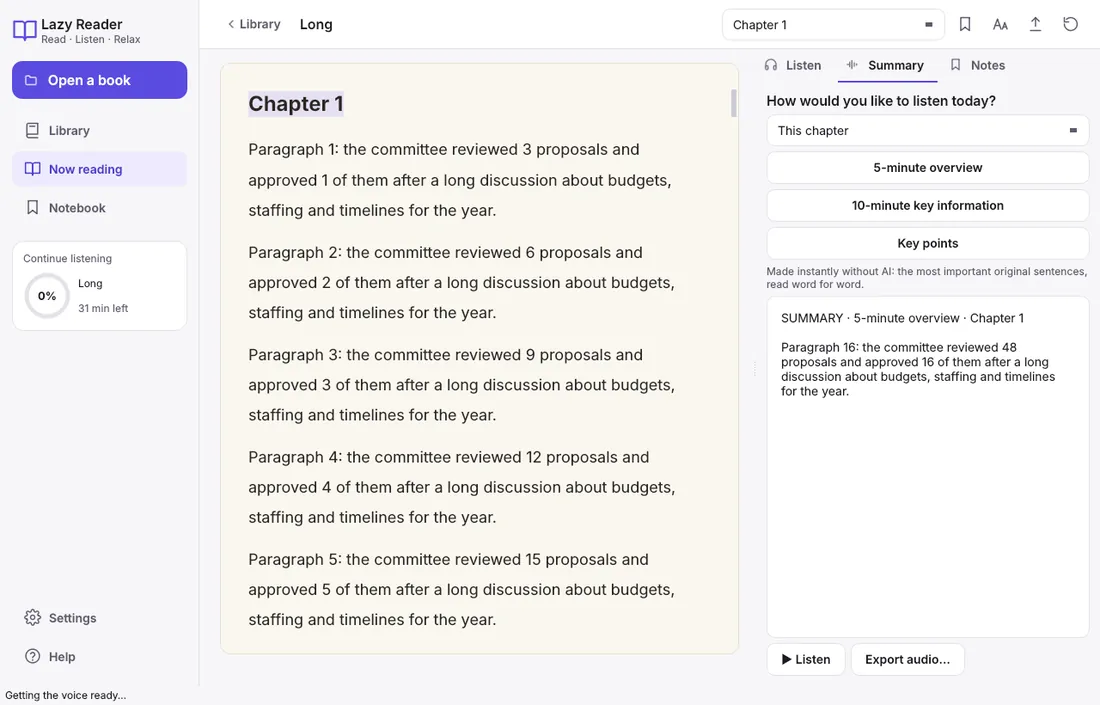 Lazy Reader
Read · Listen · Relax
Open a book
Library
Now reading
Notebook
Continue listening
0%
Long
31 min left
Settings
Help
Getting the voice ready...
Library
Long
Chapter 1
AA
Chapter 1
Paragraph 1: the committee reviewed 3 proposals and
approved 1 of them after a long discussion about budgets,
staffing and timelines for the year.
Paragraph 2: the committee reviewed 6 proposals and
approved 2 of them after a long discussion about budgets,
staffing and timelines for the year.
Paragraph 3: the committee reviewed 9 proposals and
approved 3 of them after a long discussion about budgets,
staffing and timelines for the year.
Paragraph 4: the committee reviewed 12 proposals and
approved 4 of them after a long discussion about budgets,
staffing and timelines for the year.
Paragraph 5: the committee reviewed 15 proposals and
approved 5 of them after a long discussion about budgets,
staffing and timelines for the year.
Listen
Summary
Notes
How would you like to listen today?
This chapter
5-minute overview
10-minute key information
Key points
Made instantly without AI: the most important original sentences,
read word for word.
SUMMARY · 5-minute overview · Chapter 1
Paragraph 16: the committee reviewed 48
proposals and approved 16 of them after a long
discussion about budgets, staffing and timelines
for the year.
Listen
Export audio...